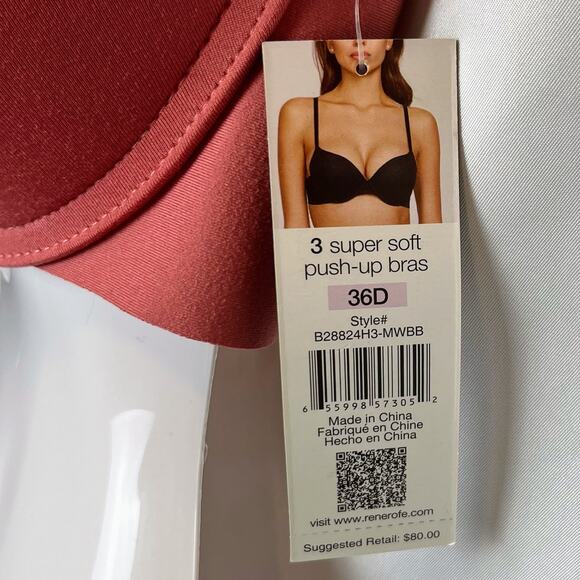 3 super soft
push-up bras
36D
Style#
B28824H3-MWBB
6 55998 57305 2
Made in China
Fabriqué en Chine
Hecho en China
visit www.renerofe.com
Suggested Retail: $80.00